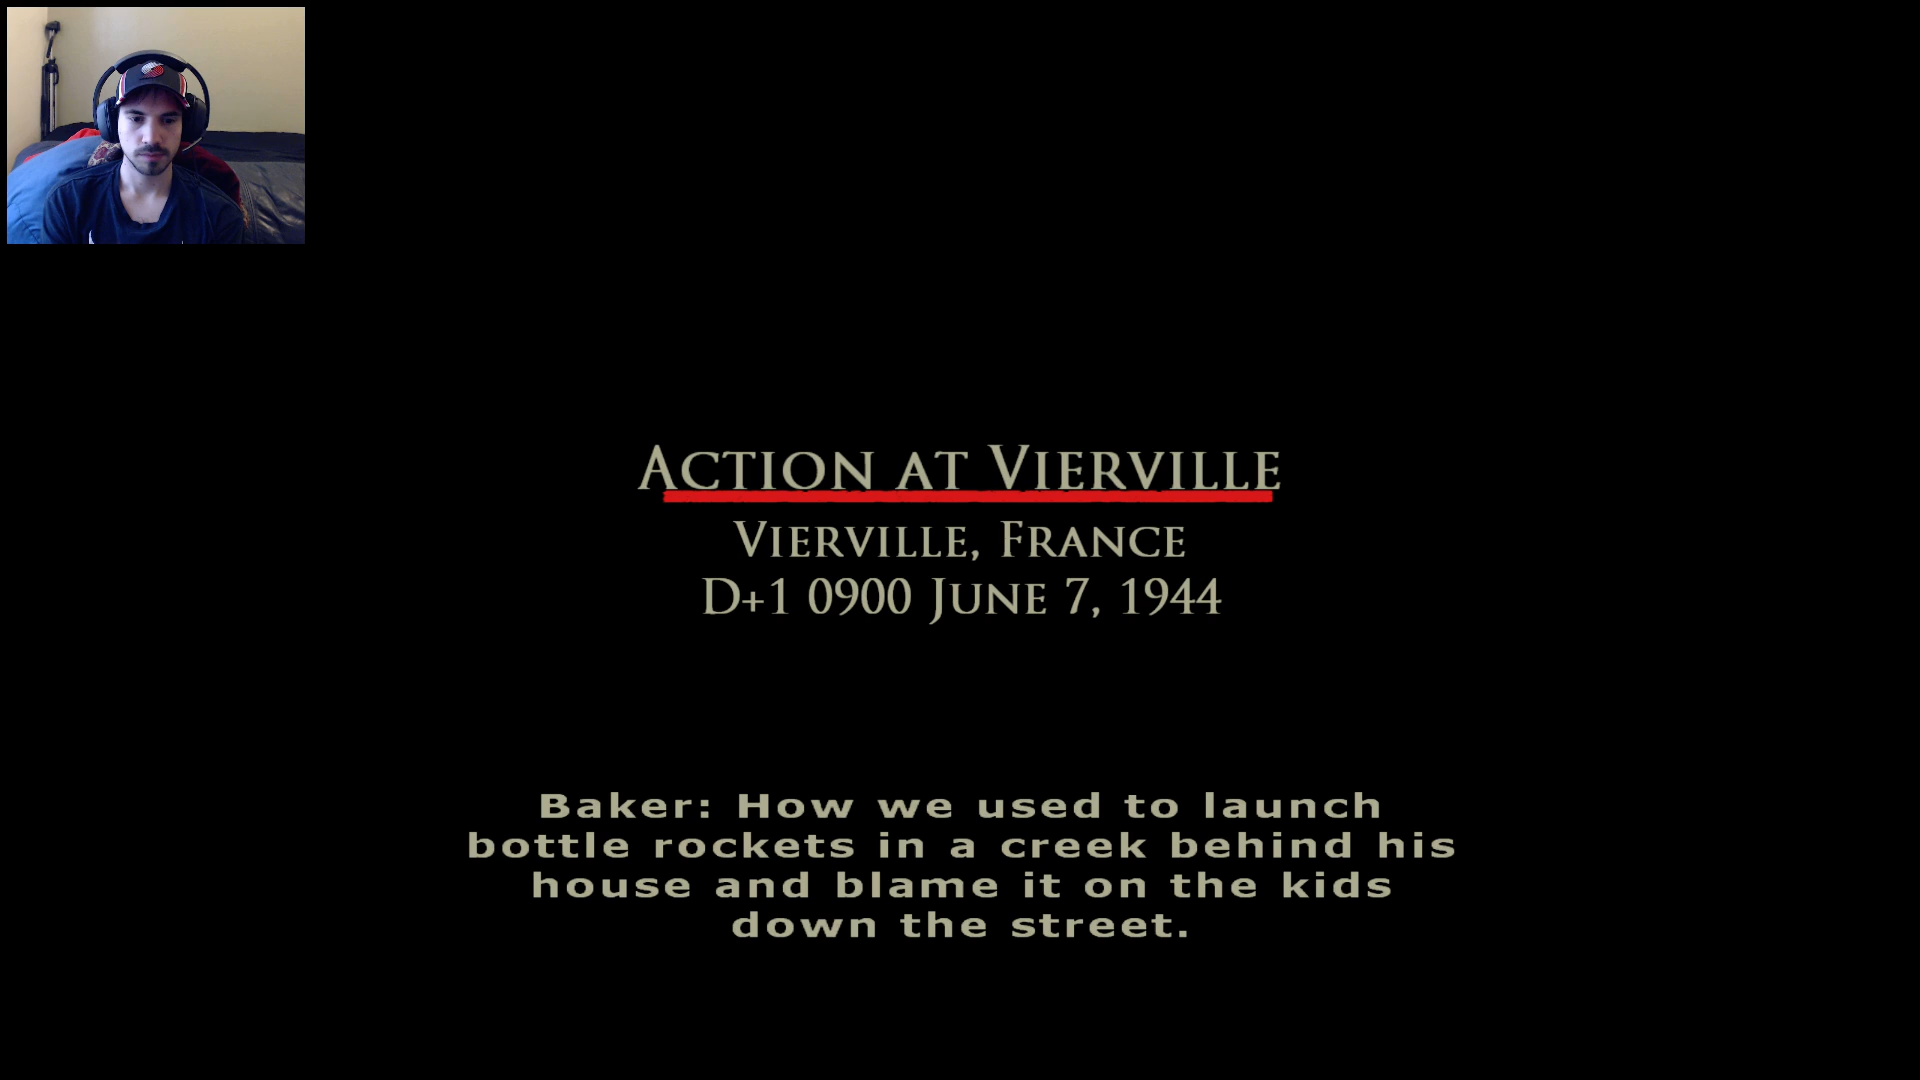 Action at Vierville
Vierville, France
D+1 0900 June 7, 1944
Baker: How we used to launch
bottle rockets in a creek behind his
house and blame it on the kids
down the street.